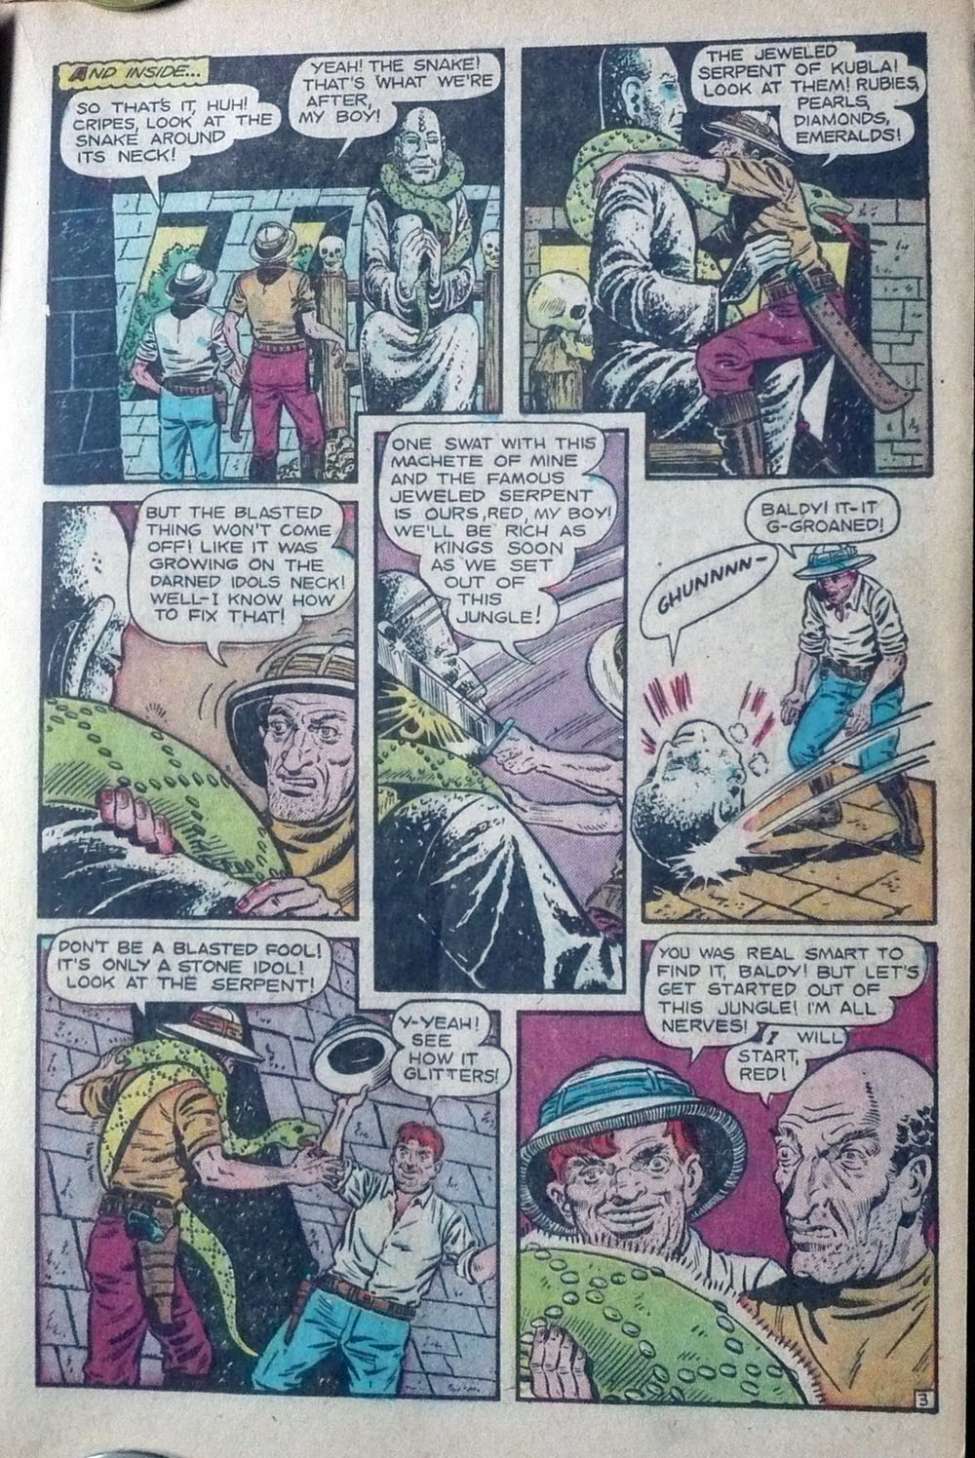 AND INSIDE...
SO THAT'S IT, HUH!
CRIPES, LOOK AT THE
SNAKE AROUND
ITS NECK!
YEAH! THE SNAKE!
THAT'S WHAT WE'RE
AFTER,
MY BOY!
THE JEWELED
SERPENT OF KUBLA!
LOOK AT THEM! RUBIES,
PEARLS,
DIAMONDS,
EMERALDS!
BUT THE BLASTED
THING WON'T COME
OFF! LIKE IT WAS
GROWING ON THE
DARNED IDOLS NECK!
WELL-I KNOW HOW
TO FIX THAT!
ONE SWAT WITH THIS
MACHETE OF MINE
AND THE FAMOUS
JEWELED SERPENT
IS OURS, RED, MY BOY!
WE'LL BE RICH AS
KINGS SOON
AS WE SET
OUT OF
THIS
JUNGLE!
BALDY! IT-IT
G-GROANED!
GHUNNNN-
DON'T BE A BLASTED FOOL!
IT'S ONLY A STONE IDOL!
LOOK AT THE SERPENT!
Y-YEAH!
SEE
HOW IT
GLITTERS!
YOU WAS REAL SMART TO
FIND IT, BALDY! BUT LET'S
GET STARTED OUT OF
THIS JUNGLE! I'M ALL
NERVES!
I WILL
START,
RED!
3